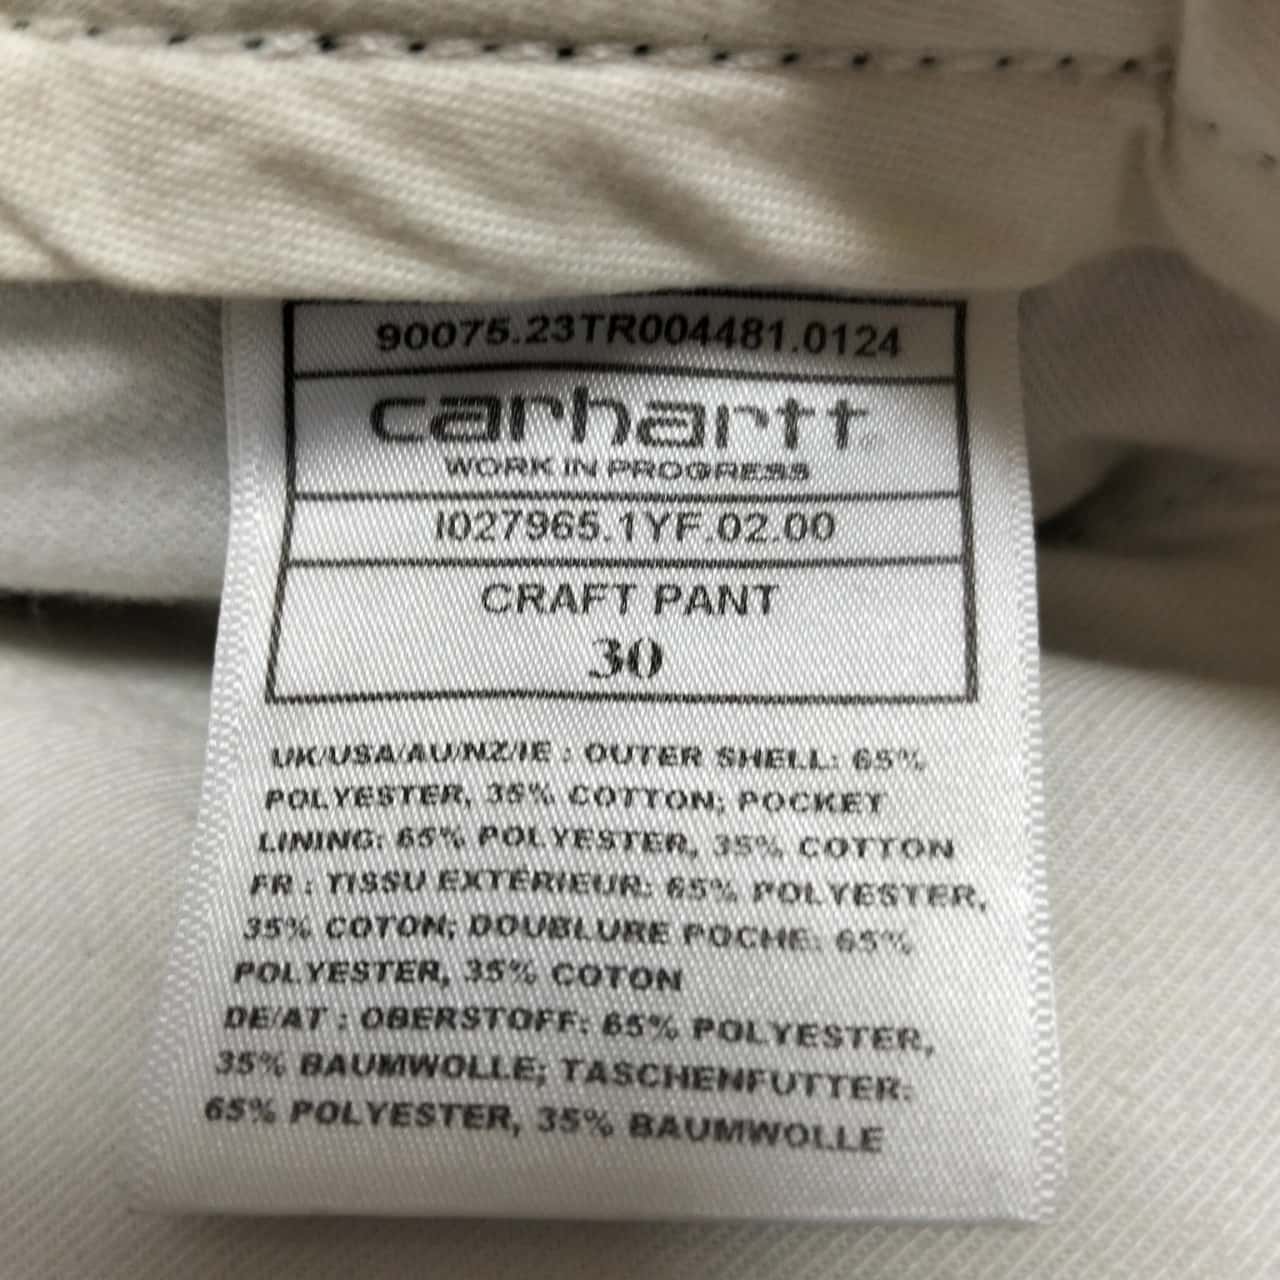 90075.23TR004481.0124
carhartt
WORK IN PROGRESS
I027965.1YF.02.00
CRAFT PANT
30
UK/USA/AU/NZ/IE : OUTER SHELL: 65%
POLYESTER, 35% COTTON; POCKET
LINING: 65% POLYESTER, 35% COTTON
FR : TISSU EXTÉRIEUR: 65% POLYESTER,
35% COTON; DOUBLURE POCHE: 65%
POLYESTER, 35% COTON
DE/AT : OBERSTOFF: 65% POLYESTER,
35% BAUMWOLLE; TASCHENFUTTER:
65% POLYESTER, 35% BAUMWOLLE